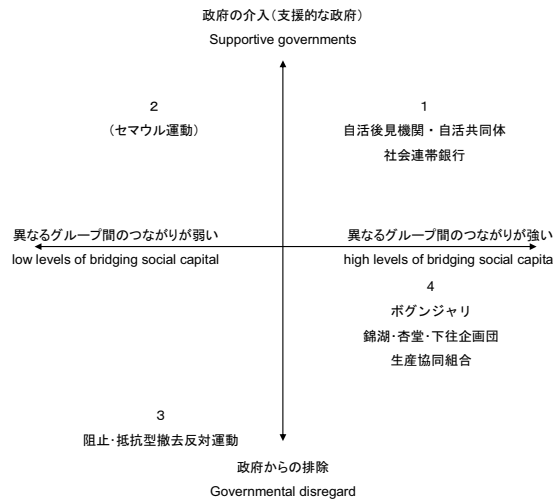 政府の介入（支援的な政府）
Supportive governments
2
（セマウル運動）
1
自活後見機関・自活共同体
社会連帯銀行
異なるグループ間のつながりが弱い
low levels of bridging social capital
異なるグループ間のつながりが強い
high levels of bridging social capita
4
ボグンジャリ
錦湖・杏堂・下往企画団
生産協同組合
3
阻止・抵抗型撤去反対運動
政府からの排除
Governmental disregard